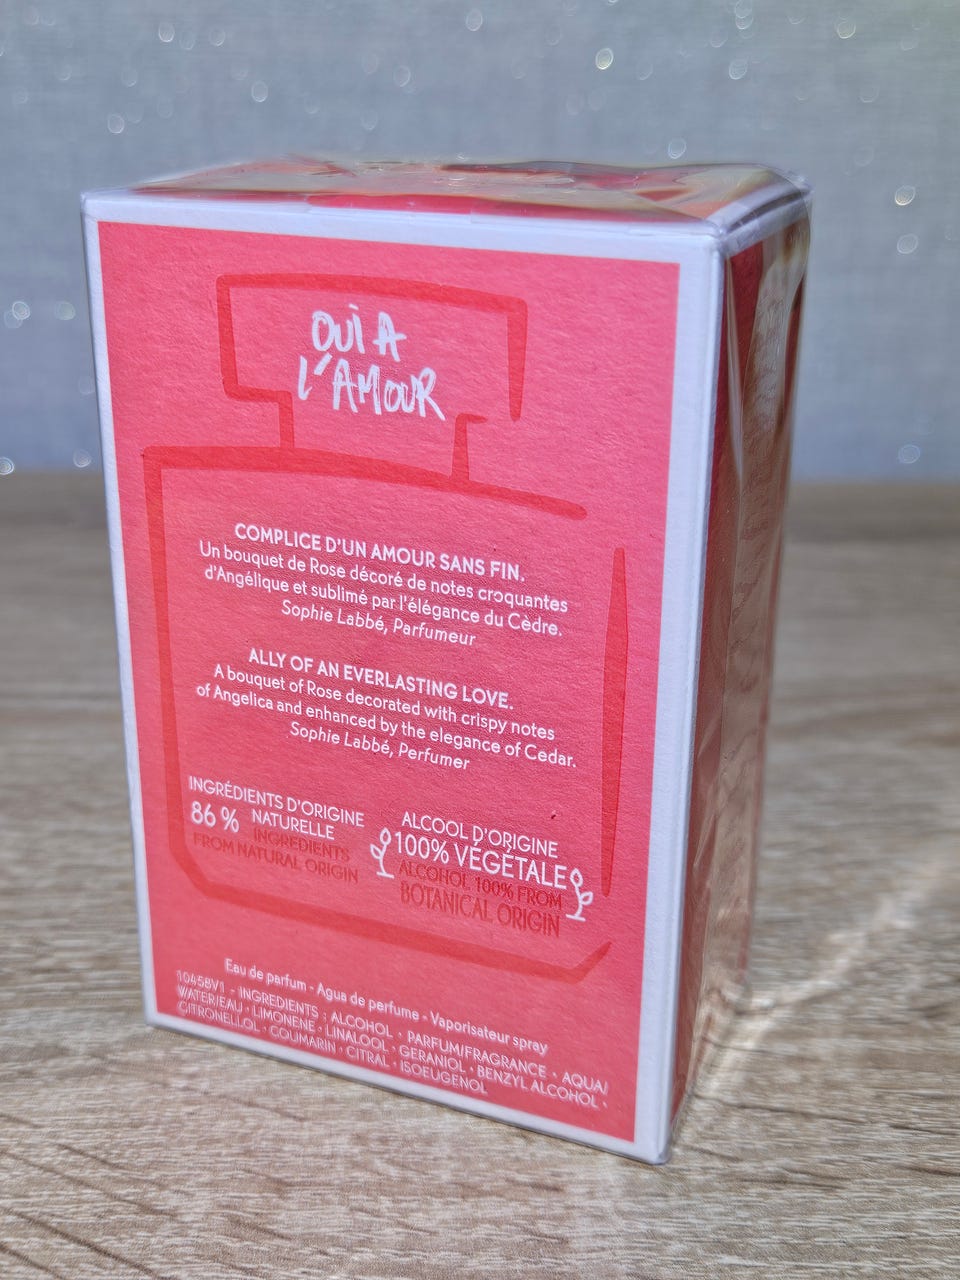 OUÌ A
L'AMOUR
COMPLICE D'UN AMOUR SANS FIN.
Un bouquet de Rose décoré de notes croquantes
d'Angélique et sublimé par l'élégance du Cèdre.
Sophie Labbé, Parfumeur
ALLY OF AN EVERLASTING LOVE.
A bouquet of Rose decorated with crispy notes
of Angelica and enhanced by the elegance of Cedar.
Sophie Labbé, Perfumer
INGRÉDIENTS D'ORIGINE
86 % NATURELLE
INGREDIENTS
FROM NATURAL ORIGIN
ALCOOL D'ORIGINE
100% VÉGÉTALE
ALCOHOL 100% FROM
BOTANICAL ORIGIN
Eau de parfum - Agua de perfume - Vaporisateur spray
10458V1 - INGREDIENTS : ALCOHOL · PARFUM/FRAGRANCE · AQUA/
WATER/EAU · LIMONENE · LINALOOL · GERANIOL · BENZYL ALCOHOL ·
CITRONELLOL · COUMARIN · CITRAL · ISOEUGENOL